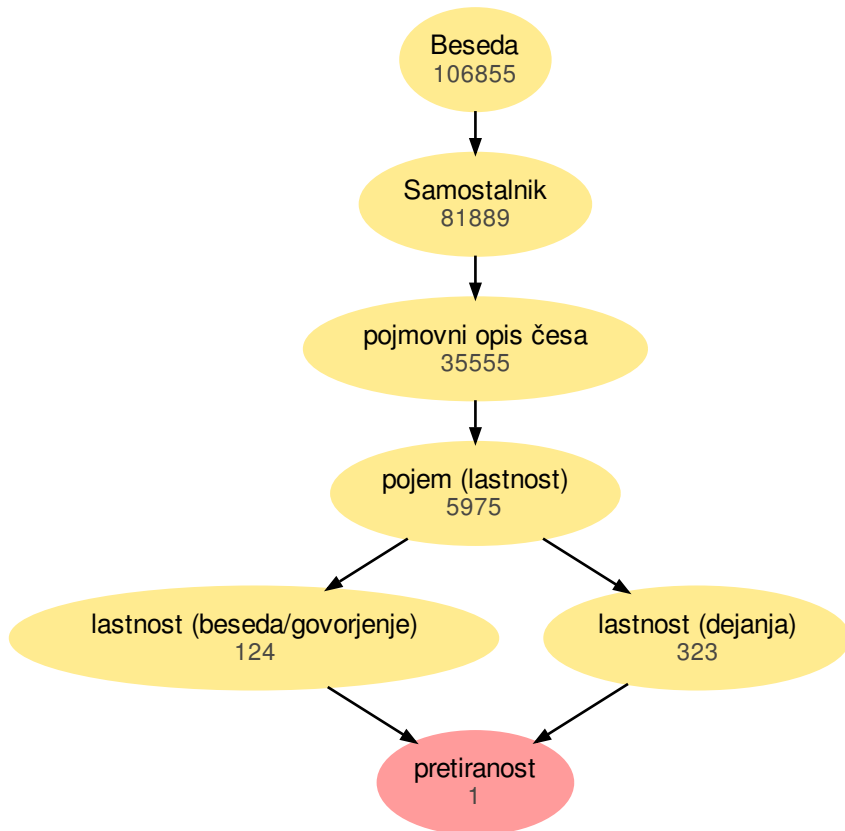 Beseda
106855
Samostalnik
81889
pojmovni opis česa
35555
pojem (lastnost)
5975
lastnost (beseda/govorjenje)
124
lastnost (dejanja)
323
pretiranost
1